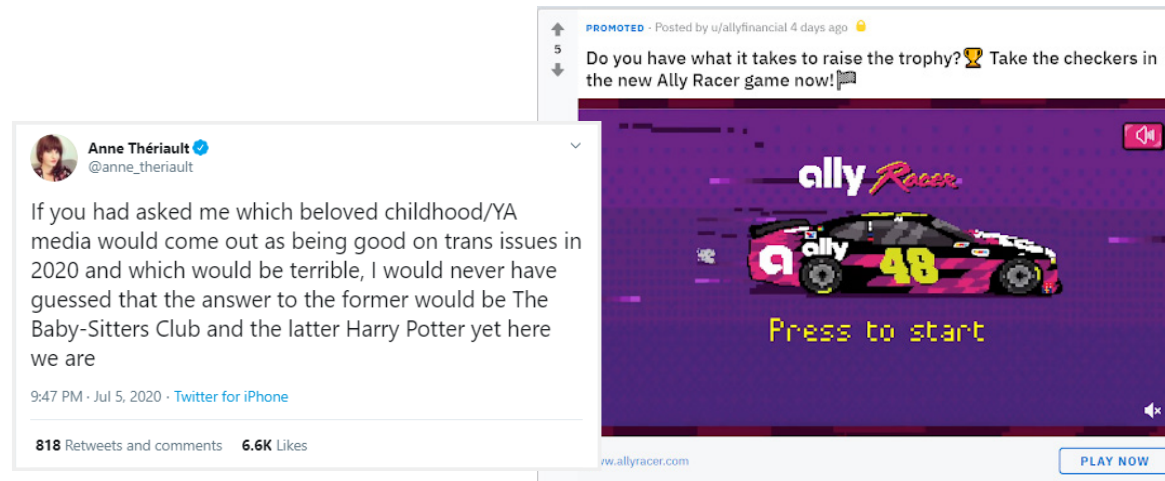 PROMOTED · Posted by u/allyfinancial 4 days ago
5
Do you have what it takes to raise the trophy?🏆 Take the checkers in
the new Ally Racer game now!🏁
ally Racer
a ally 48
Press to start
ww.allyracer.com
PLAY NOW
Anne Thériault
@anne_theriault
If you had asked me which beloved childhood/YA
media would come out as being good on trans issues in
2020 and which would be terrible, I would never have
guessed that the answer to the former would be The
Baby-Sitters Club and the latter Harry Potter yet here
we are
9:47 PM · Jul 5, 2020 · Twitter for iPhone
818 Retweets and comments 6.6K Likes